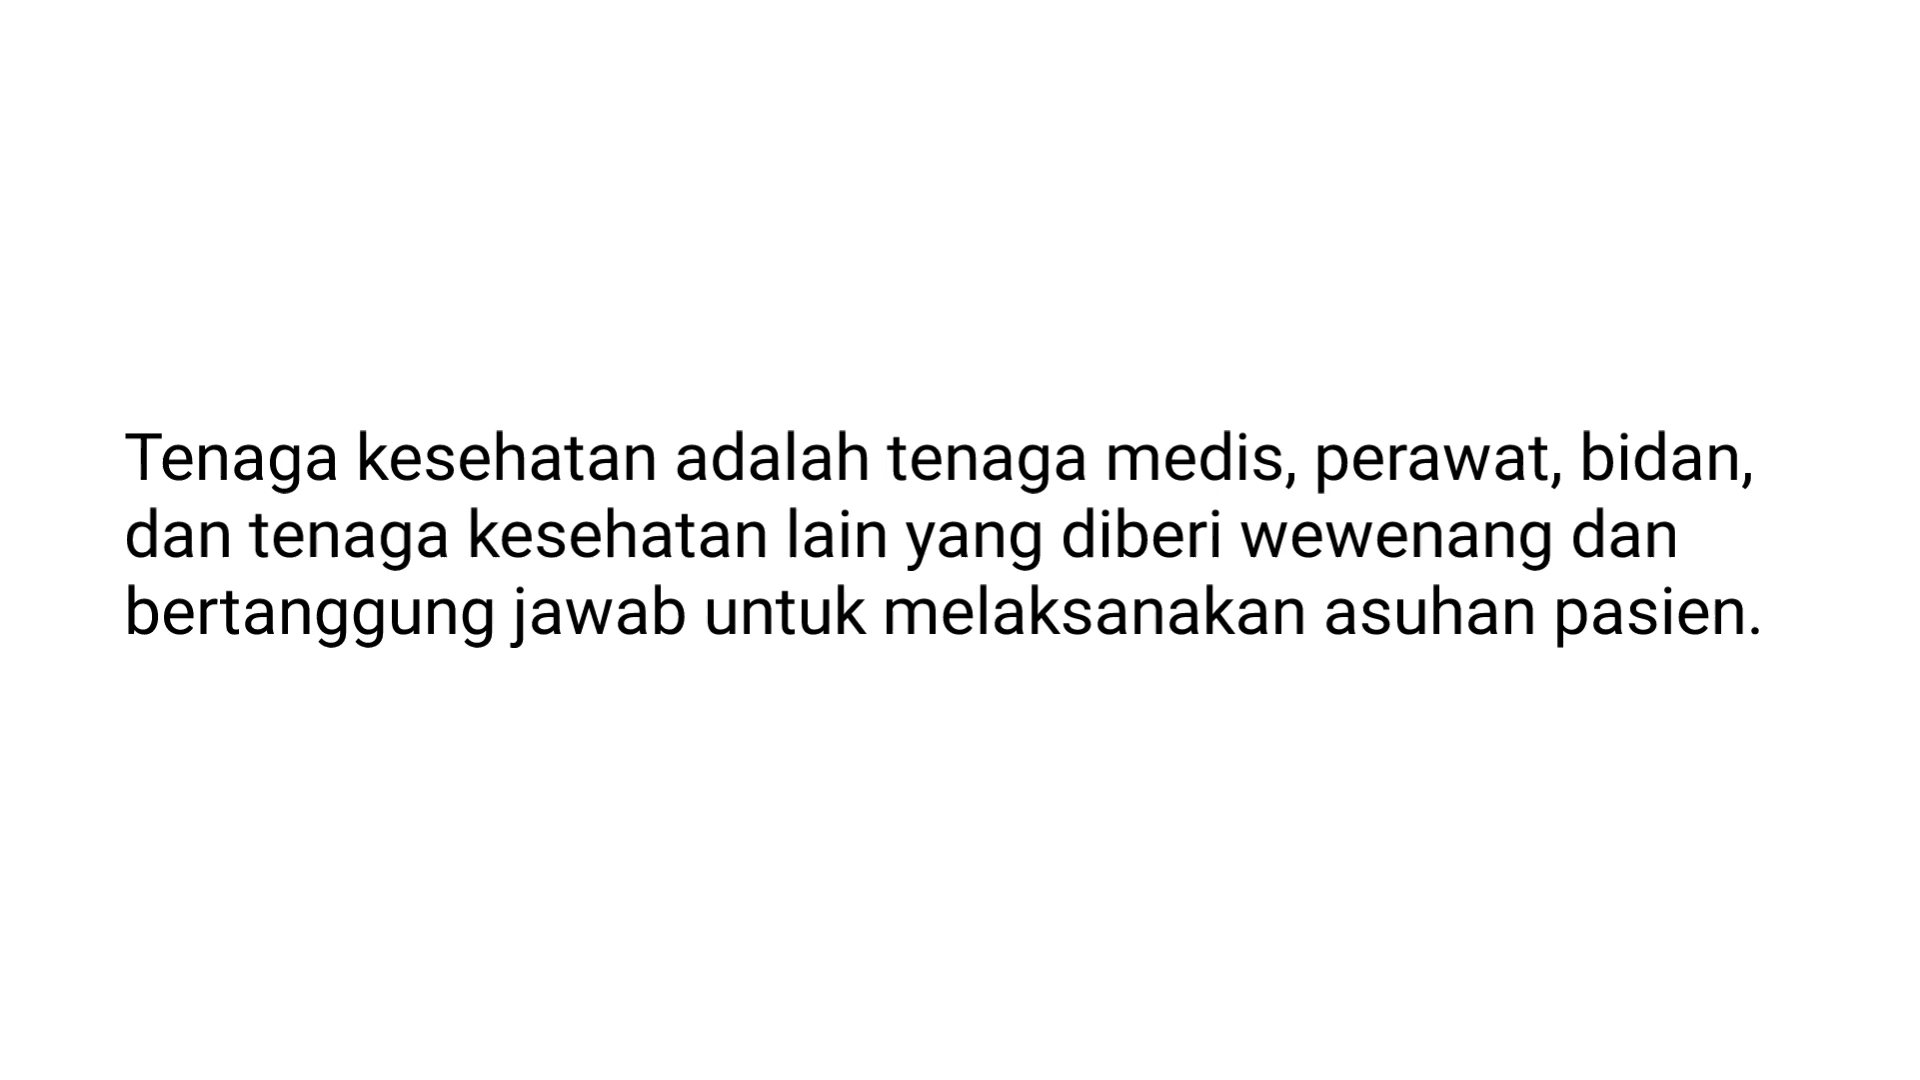 Tenaga kesehatan adalah tenaga medis, perawat, bidan,
dan tenaga kesehatan lain yang diberi wewenang dan
bertanggung jawab untuk melaksanakan asuhan pasien.